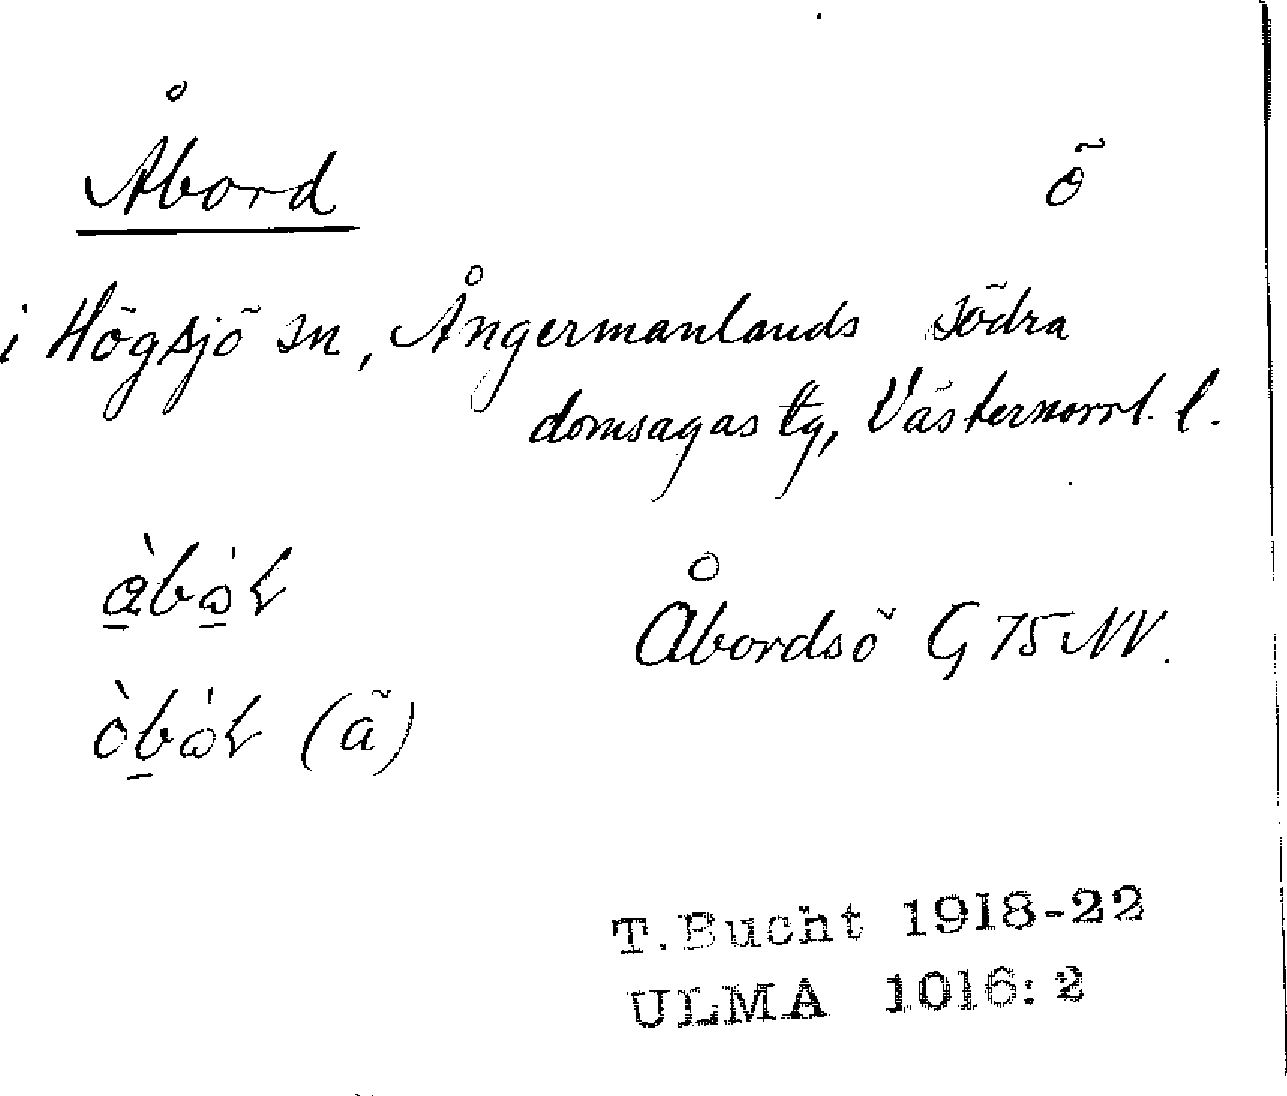 Åbord ö
i Högsjö sn, Ångermanlands södra
domsagas tg, Västernorrl. l.
Åbordsö G 75 NV.
(ä)
T. Bucht 1918-22
ULMA 1016:2